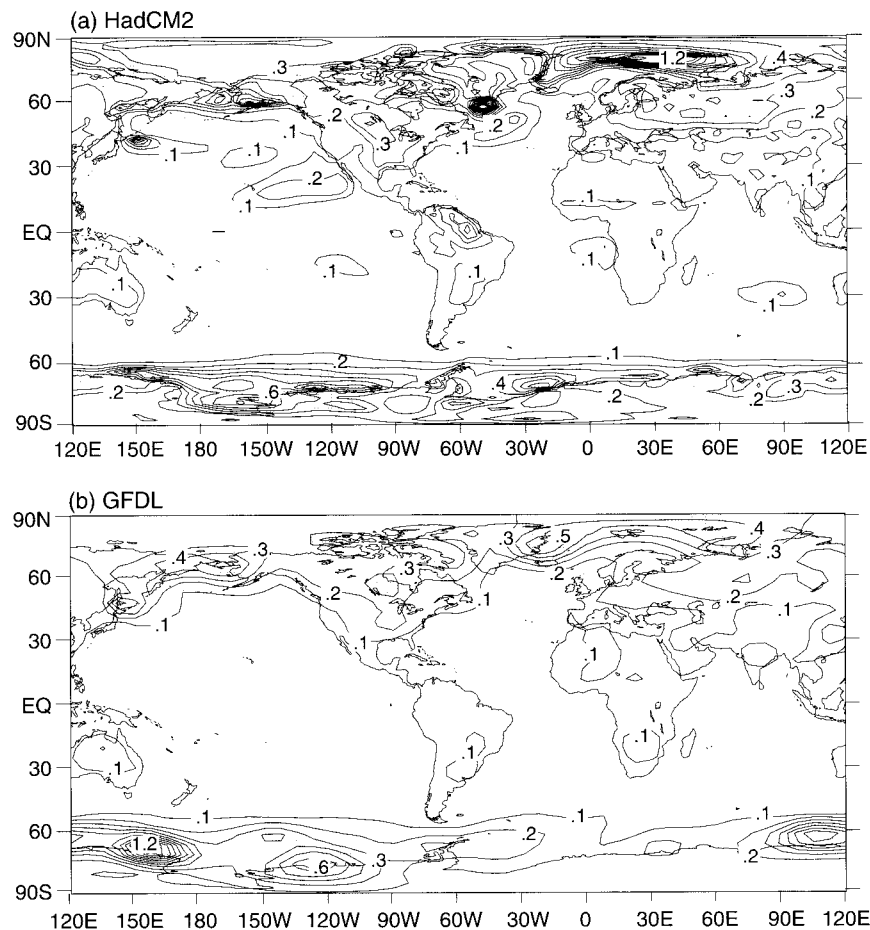 (a) HadCM2
90N
1.2 .4
.3 .3
60
.2 .2 .2
.1 .3 .1
30 .1 .1 .1
.2 .1
.1
EQ
.1 .1 .1
30
60 .2 .1
.2 .6 .4 .2 .2 .3
90S
120E 150E 180 150W 120W 90W 60W 30W 0 30E 60E 90E 120E
(b) GFDL
90N
.4 .3 .3 .3 .5 .4 .3
60 .2 .2 .2
.1 .1 .1
30 .1
.1
EQ
.1 .1 .1
30
.1 .1
60
1.2 .2
.6 .3 .2
90S
120E 150E 180 150W 120W 90W 60W 30W 0 30E 60E 90E 120E